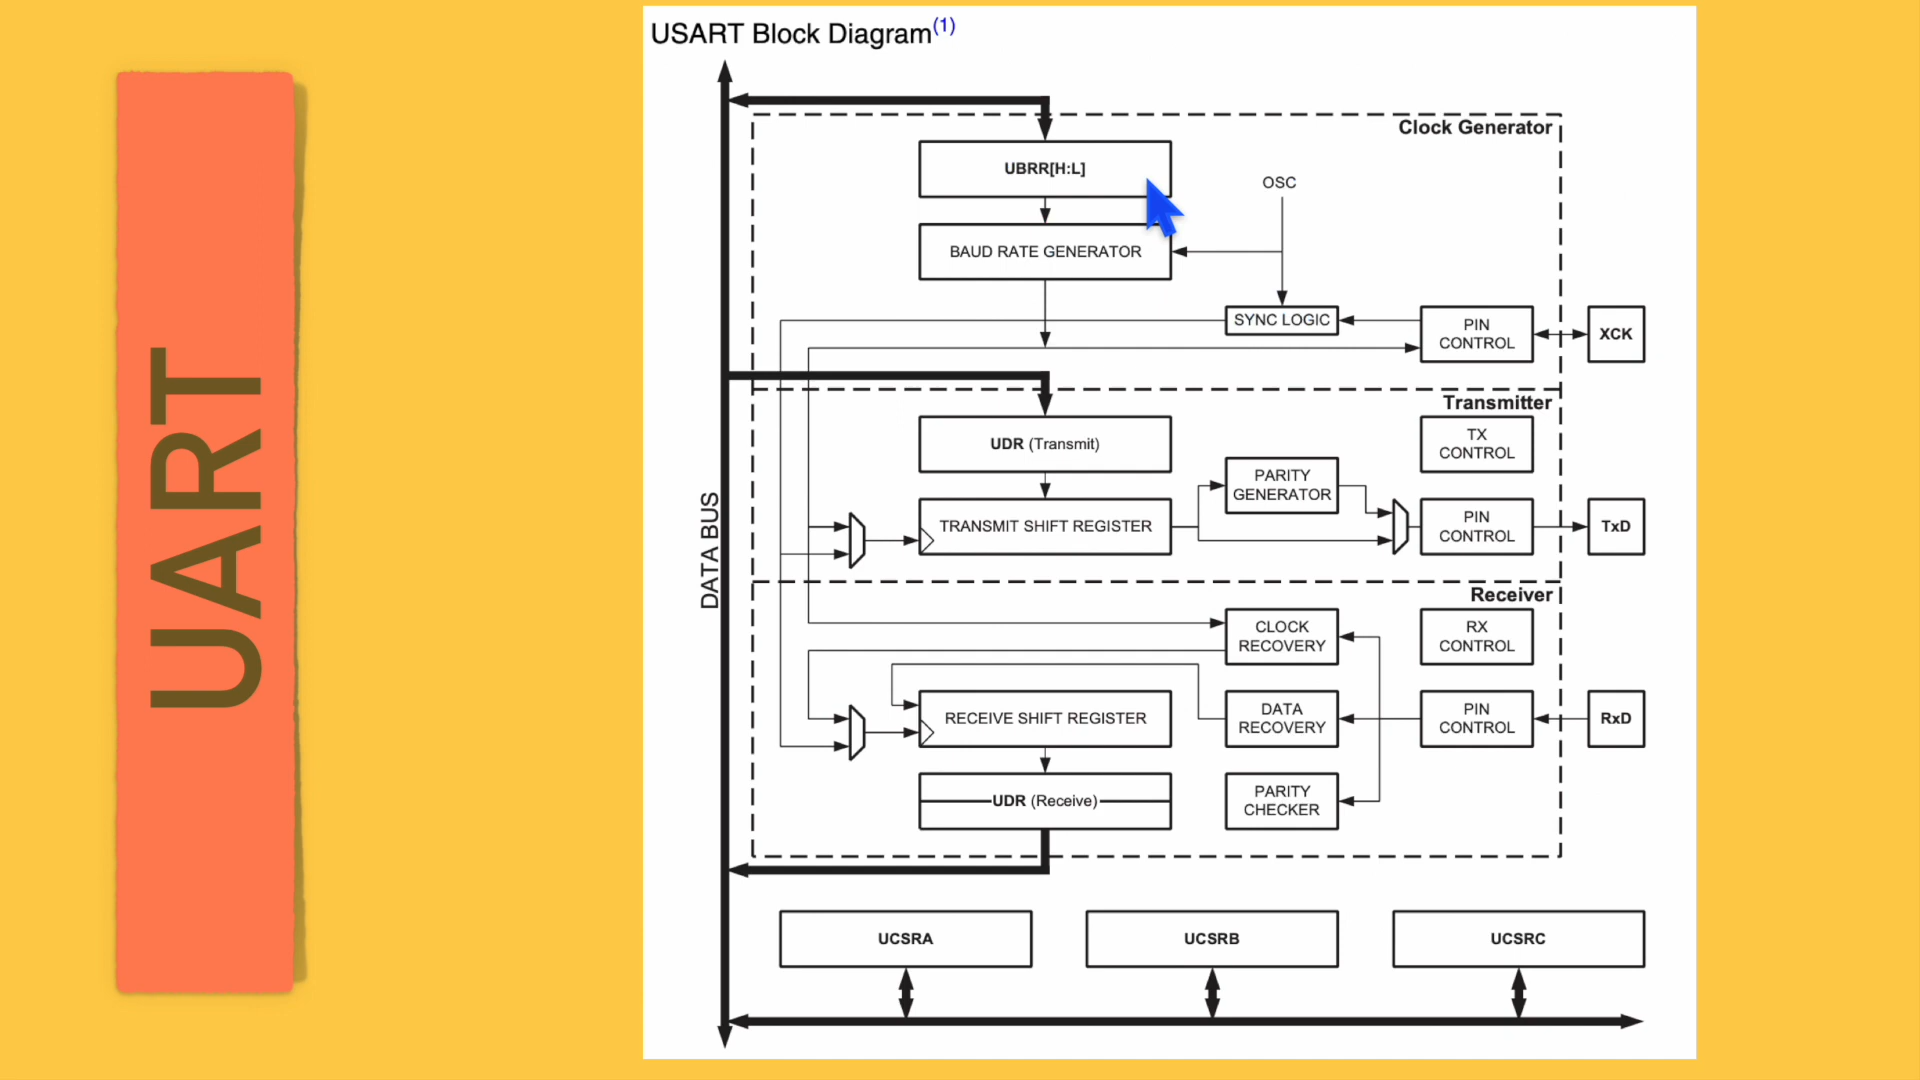 UART
USART Block Diagram(1)
Clock Generator
UBRR[H:L]
OSC
BAUD RATE GENERATOR
SYNC LOGIC
PIN
CONTROL
XCK
Transmitter
UDR (Transmit)
TX
CONTROL
PARITY
GENERATOR
TRANSMIT SHIFT REGISTER
PIN
CONTROL
TxD
DATA BUS
Receiver
CLOCK
RECOVERY
RX
CONTROL
RECEIVE SHIFT REGISTER
DATA
RECOVERY
PIN
CONTROL
RxD
UDR (Receive)
PARITY
CHECKER
UCSRA
UCSRB
UCSRC